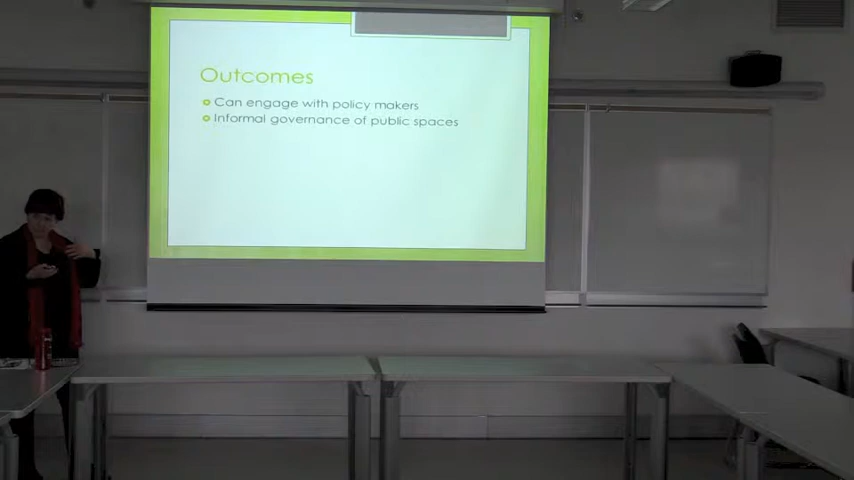 Outcomes
Can engage with policy makers
Informal governance of public spaces